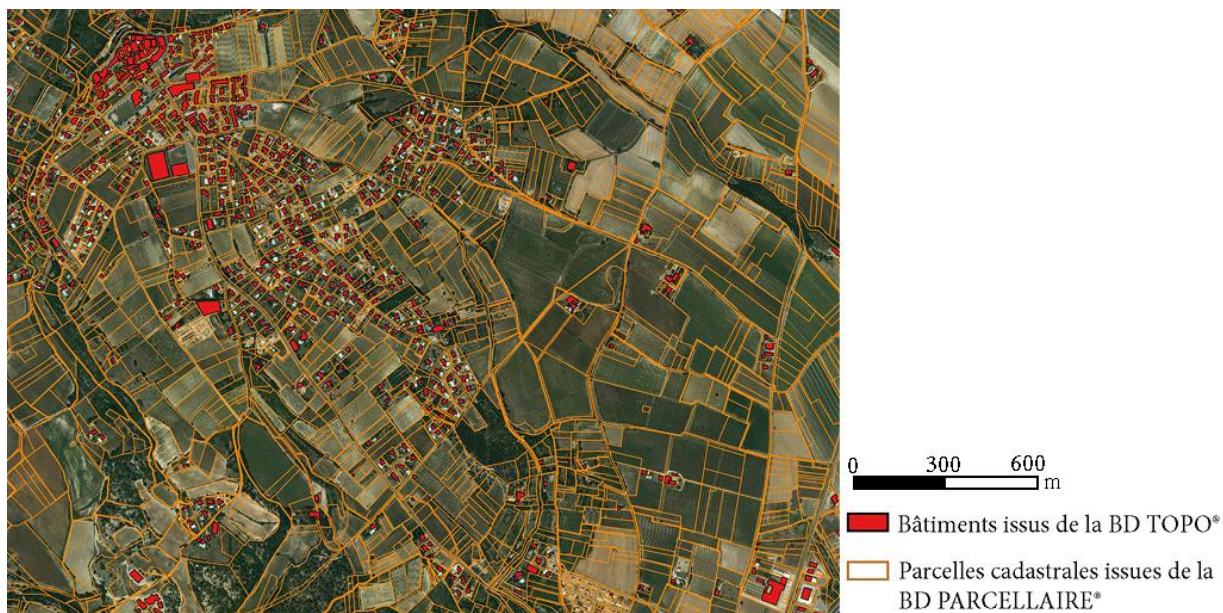 0 300 600
m
Bâtiments issus de la BD TOPO®
Parcelles cadastrales issues de la
BD PARCELLAIRE®